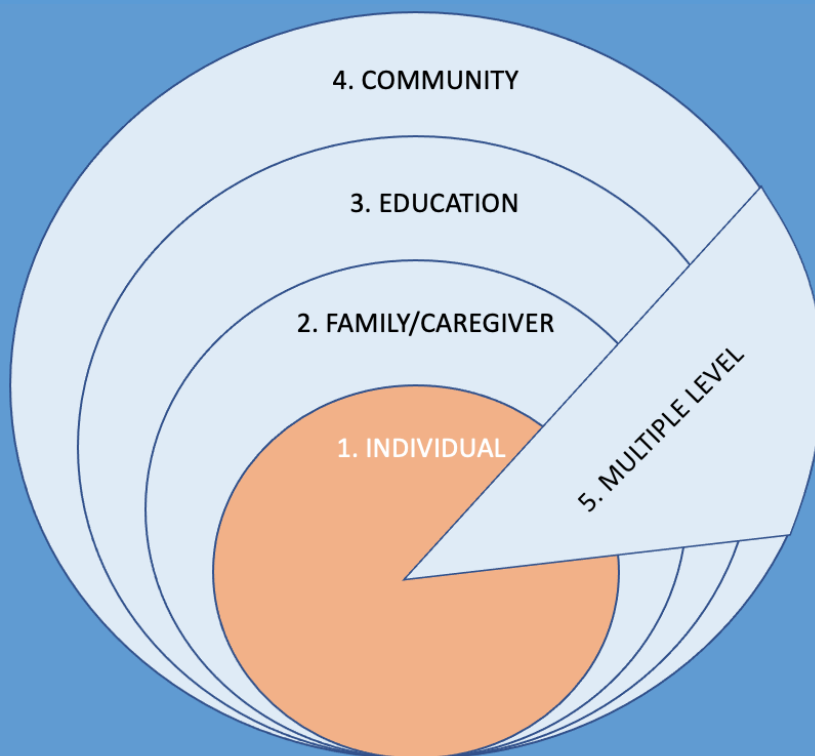 4. COMMUNITY
3. EDUCATION
2. FAMILY/CAREGIVER
1. INDIVIDUAL
5. MULTIPLE LEVEL